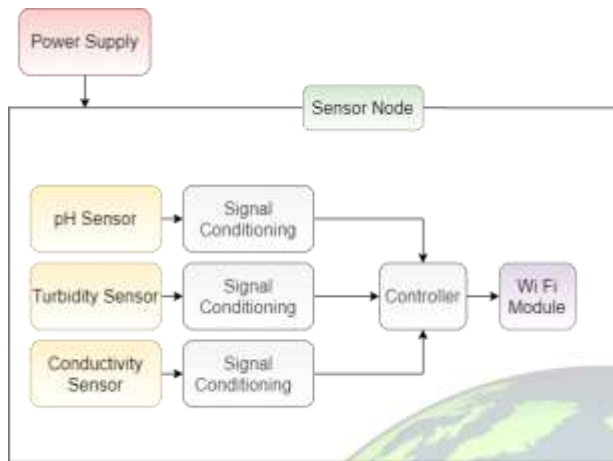 Power Supply
Sensor Node
pH Sensor
Signal
Conditioning
Turbidity Sensor
Signal
Conditioning
Controller
Wi Fi
Module
Conductivity
Sensor
Signal
Conditioning